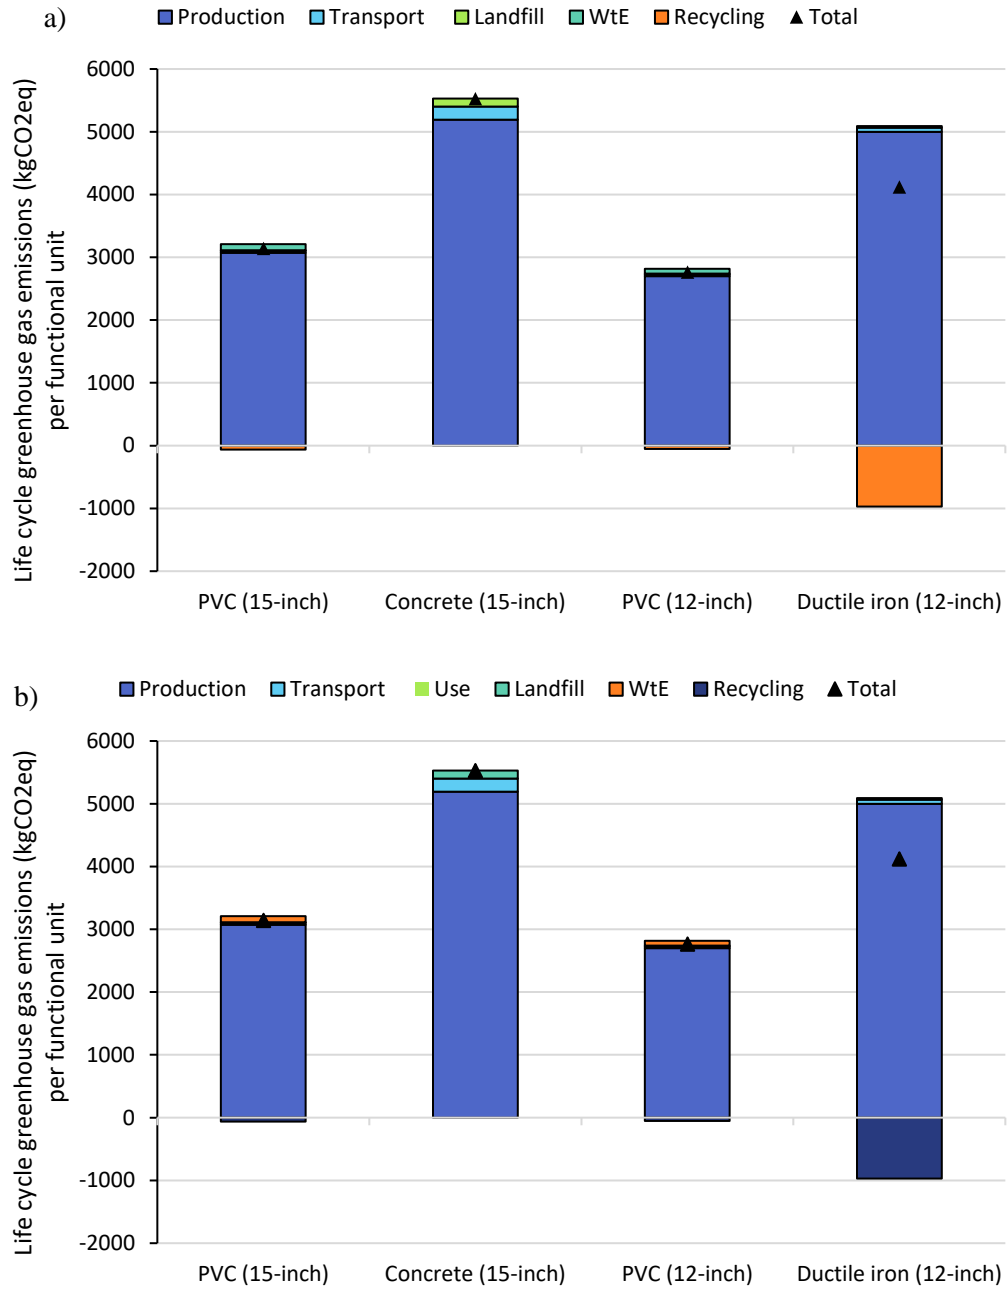 a)
Production Transport Landfill WtE Recycling Total
Life cycle greenhouse gas emissions (kgCO2eq)
per functional unit
6000
5000
4000
3000
2000
1000
0
-1000
-2000
PVC (15-inch) Concrete (15-inch) PVC (12-inch) Ductile iron (12-inch)
b)
Production Transport Use Landfill WtE Recycling Total
Life cycle greenhouse gas emissions (kgCO2eq)
per functional unit
6000
5000
4000
3000
2000
1000
0
-1000
-2000
PVC (15-inch) Concrete (15-inch) PVC (12-inch) Ductile iron (12-inch)